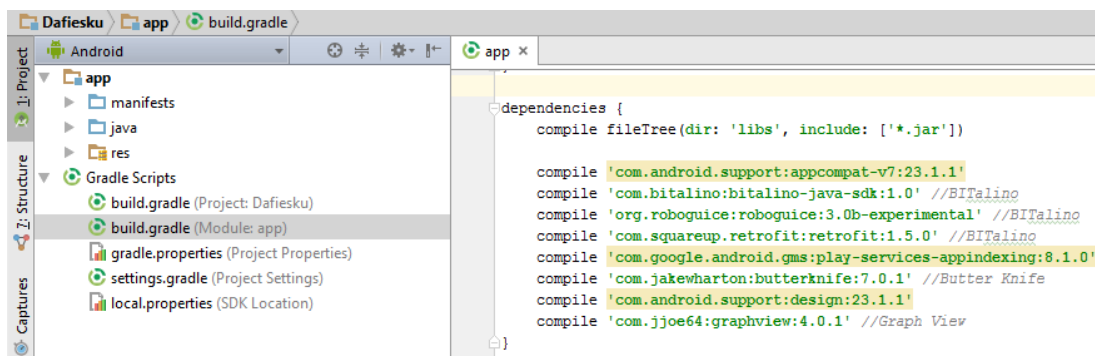 Dafiesku app build.gradle
1: Project
7: Structure
Captures
Android
app
manifests
java
res
Gradle Scripts
build.gradle (Project: Dafiesku)
build.gradle (Module: app)
gradle.properties (Project Properties)
settings.gradle (Project Settings)
local.properties (SDK Location)
app ×
dependencies {
compile fileTree(dir: 'libs', include: ['*.jar'])
compile 'com.android.support:appcompat-v7:23.1.1'
compile 'com.bitalino:bitalino-java-sdk:1.0' //BITalino
compile 'org.roboguice:roboguice:3.0b-experimental' //BITalino
compile 'com.squareup.retrofit:retrofit:1.5.0' //BITalino
compile 'com.google.android.gms:play-services-appindexing:8.1.0'
compile 'com.jakewharton:butterknife:7.0.1' //Butter Knife
compile 'com.android.support:design:23.1.1'
compile 'com.jjoe64:graphview:4.0.1' //Graph View
}